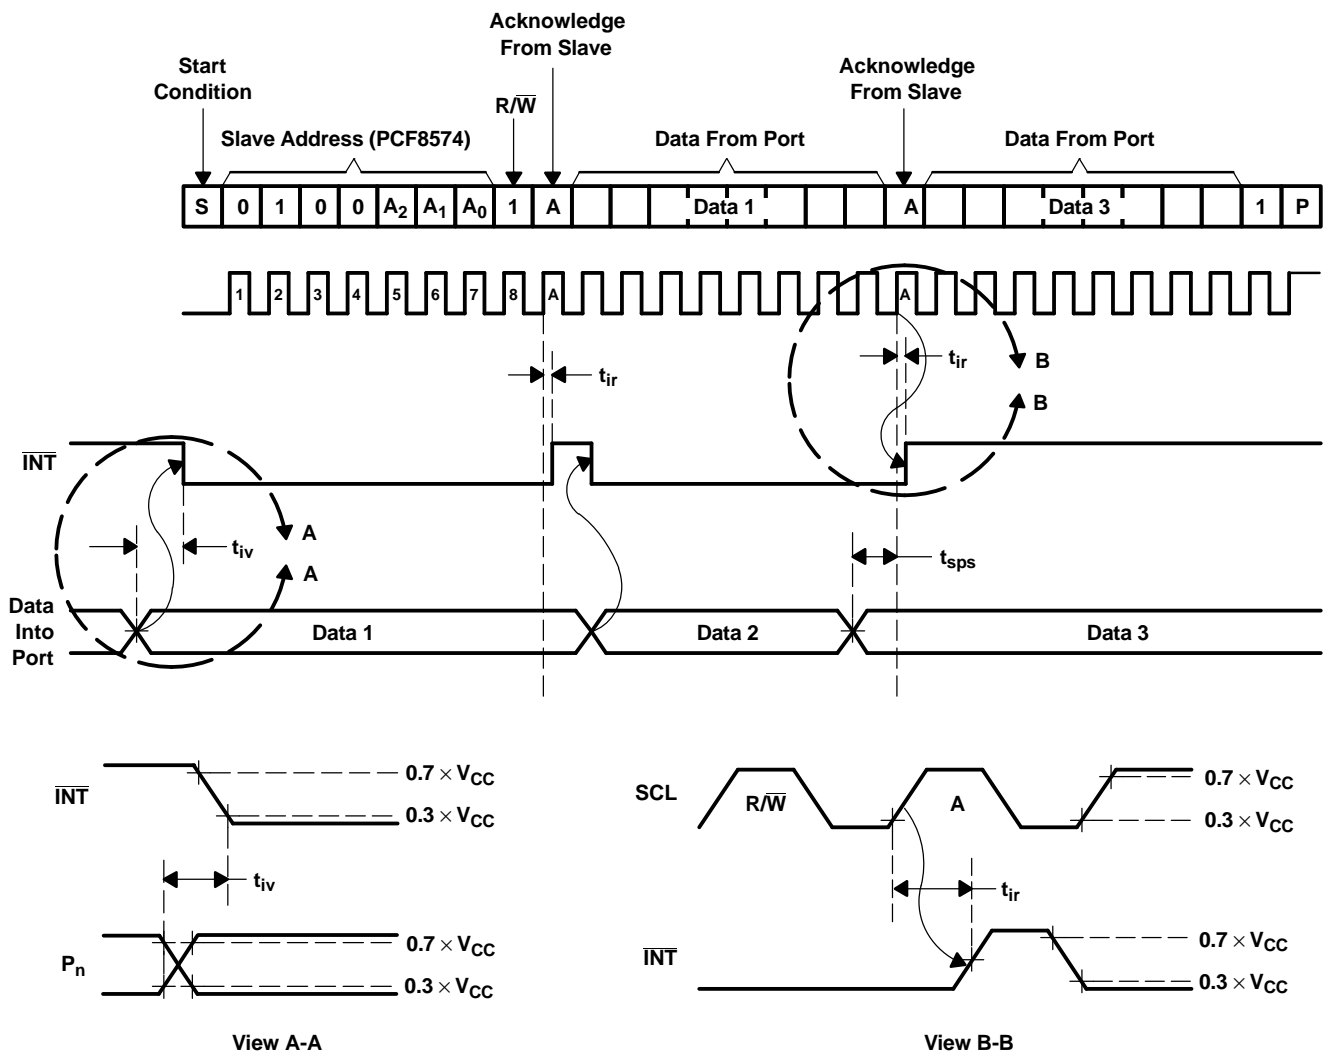 Acknowledge
From Slave
Start
Condition
R/W̅
Acknowledge
From Slave
Slave Address (PCF8574)
Data From Port
Data From Port
S 0 1 0 0 A2 A1 A0 1 A Data 1 A Data 3 1 P
1 2 3 4 5 6 7 8 A A
tir
tir
B
B
I̅N̅T̅
tiv
A
A
tsps
Data
Into
Port
Data 1
Data 2
Data 3
I̅N̅T̅
0.7 × VCC
0.3 × VCC
tiv
Pn
0.7 × VCC
0.3 × VCC
View A-A
SCL
R/W̅
A
0.7 × VCC
0.3 × VCC
tir
I̅N̅T̅
0.7 × VCC
0.3 × VCC
View B-B